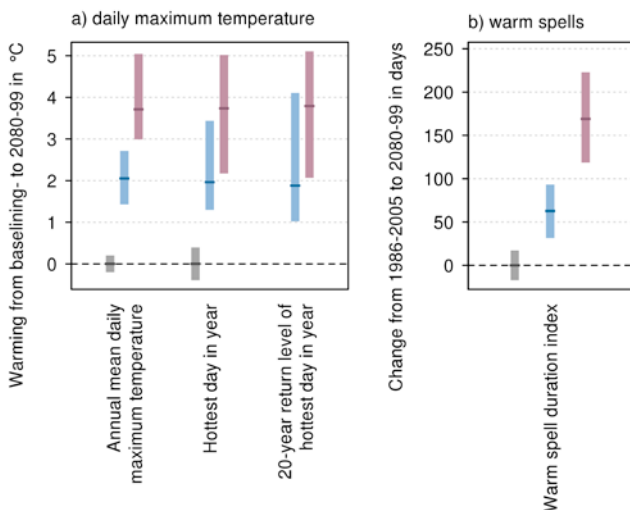 a) daily maximum temperature
Warming from baselining- to 2080-99 in °C
5
4
3
2
1
0
Annual mean daily
maximum temperature
Hottest day in year
20-year return level of
hottest day in year
b) warm spells
Change from 1986-2005 to 2080-99 in days
250
200
150
100
50
0
Warm spell duration index